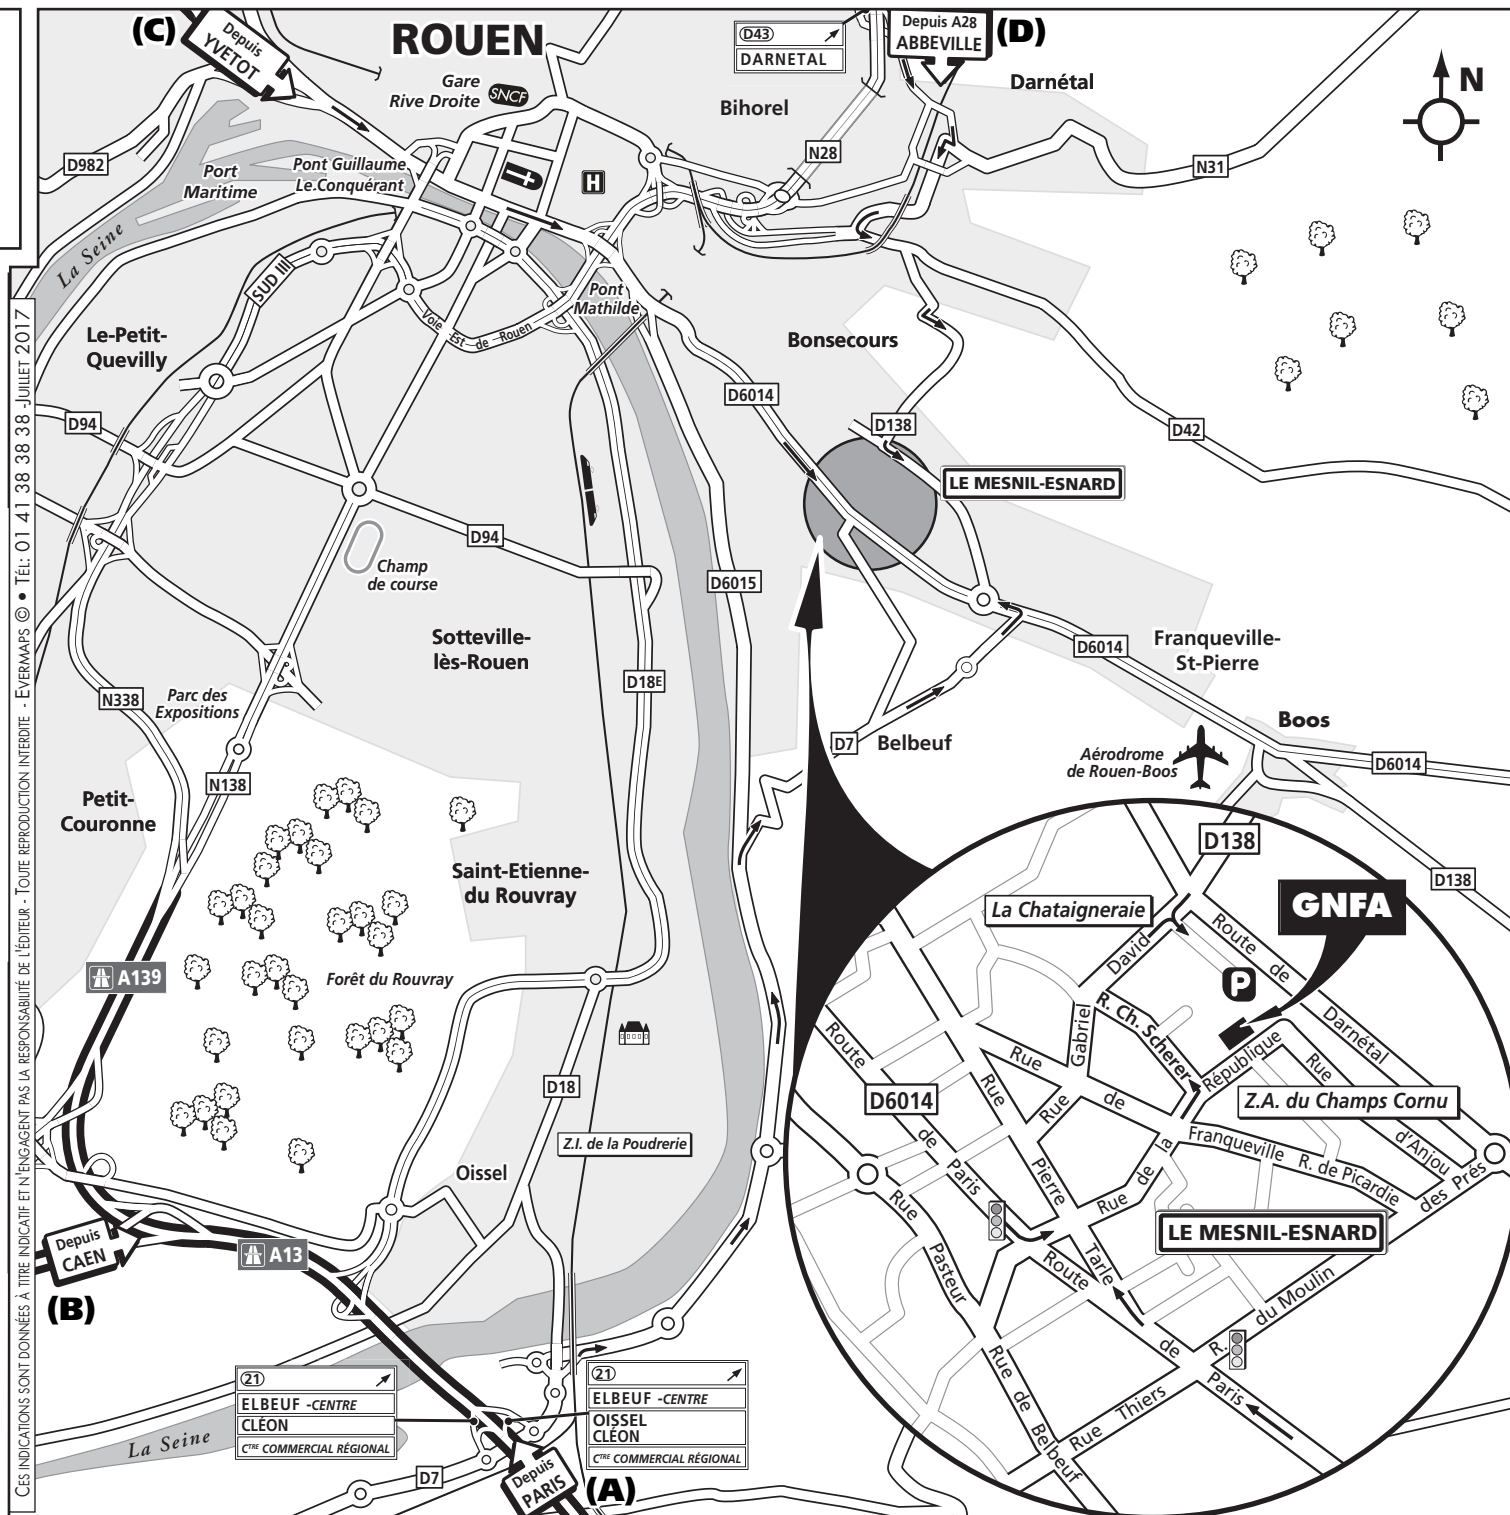 (C)
Depuis
YVETOT
ROUEN
Gare
Rive Droite
SNCF
D43
DARNETAL
Depuis A28
ABBEVILLE
(D)
Darnétal
Bihorel
N
D982
Port
Maritime
Pont Guillaume
Le Conquérant
H
N28
N31
La Seine
SUD III
Pont
Mathilde
Voie Est de Rouen
Le-Petit-
Quevilly
Bonsecours
D6014
D94
D138
D42
LE MESNIL-ESNARD
D94
Champ
de course
D6015
Sotteville-
lès-Rouen
D6014
Franqueville-
St-Pierre
D18E
N338
Parc des
Expositions
Boos
D7
Belbeuf
Aérodrome
de Rouen-Boos
D6014
N138
Petit-
Couronne
D138
D138
Saint-Etienne-
du Rouvray
La Chataigneraie
GNFA
A139
Forêt du Rouvray
David
Gabriel
Route de
Darnétal
P
R. Ch. Scherer
Route
de
Paris
Rue
de
Franqueville
République
Rue
d'Anjou
D18
D6014
Rue
Pierre
Tarle
Rue
Z.A. du Champs Cornu
Z.I. de la Poudrerie
Oissel
Rue de la
R. de Picardie
des Prés
Rue
Pasteur
LE MESNIL-ESNARD
Depuis
CAEN
(B)
A13
Route
de
Paris
R.
du Moulin
Rue de Belbeuf
Rue Thiers
21
ELBEUF -CENTRE
CLÉON
CTRE COMMERCIAL RÉGIONAL
21
ELBEUF -CENTRE
OISSEL
CLÉON
CTRE COMMERCIAL RÉGIONAL
La Seine
D7
Depuis
PARIS
(A)
CES INDICATIONS SONT DONNÉES À TITRE INDICATIF ET N'ENGAGENT PAS LA RESPONSABILITÉ DE L'ÉDITEUR - TOUTE REPRODUCTION INTERDITE - EVERMAPS © • TÉL: 01 41 38 38 38 -JUILLET 2017